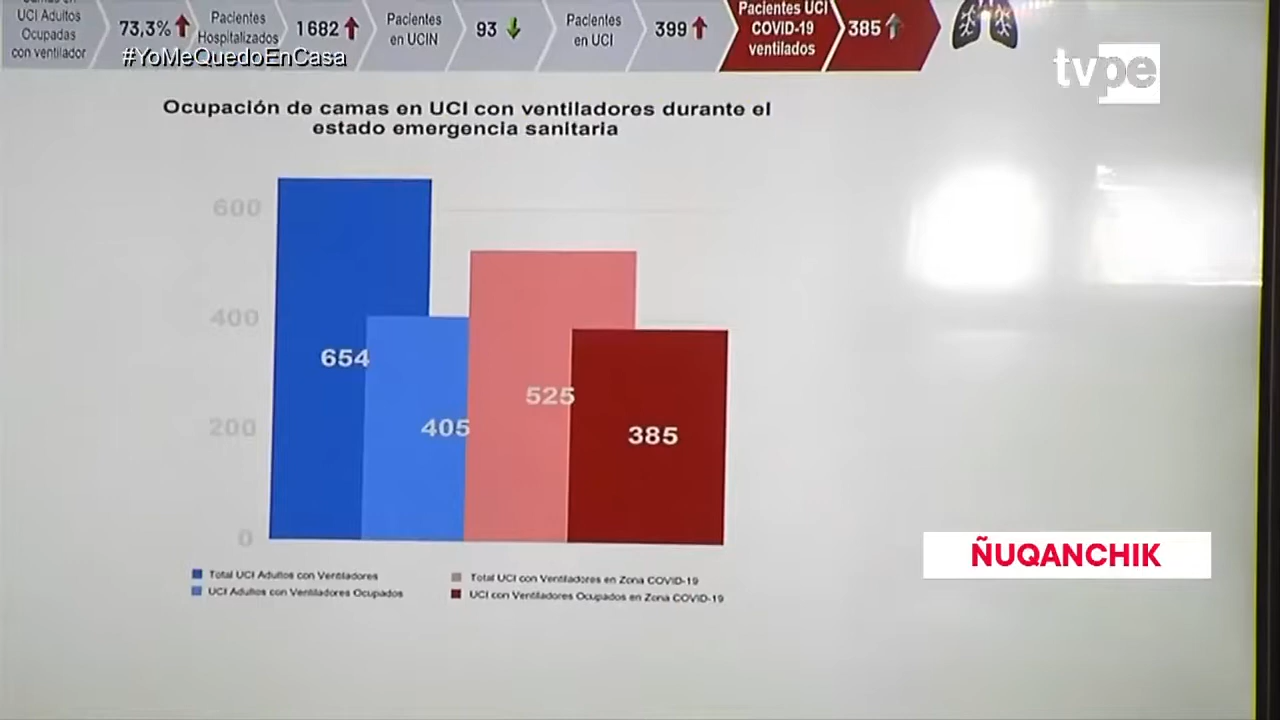 UCI Adultos
Ocupadas
con ventilador
73,3%
Pacientes
Hospitalizados
1 682
Pacientes
en UCIN
93
Pacientes
en UCI
399
Pacientes UCI
COVID-19
ventilados
385
#YoMeQuedoEnCasa
tvpe
Ocupación de camas en UCI con ventiladores durante el
estado emergencia sanitaria
600
400
200
0
654
405
525
385
Total UCI Adultos con Ventiladores
UCI Adultos con Ventiladores Ocupados
Total UCI con Ventiladores en Zona COVID-19
UCI con Ventiladores Ocupados en Zona COVID-19
ÑUQANCHIK